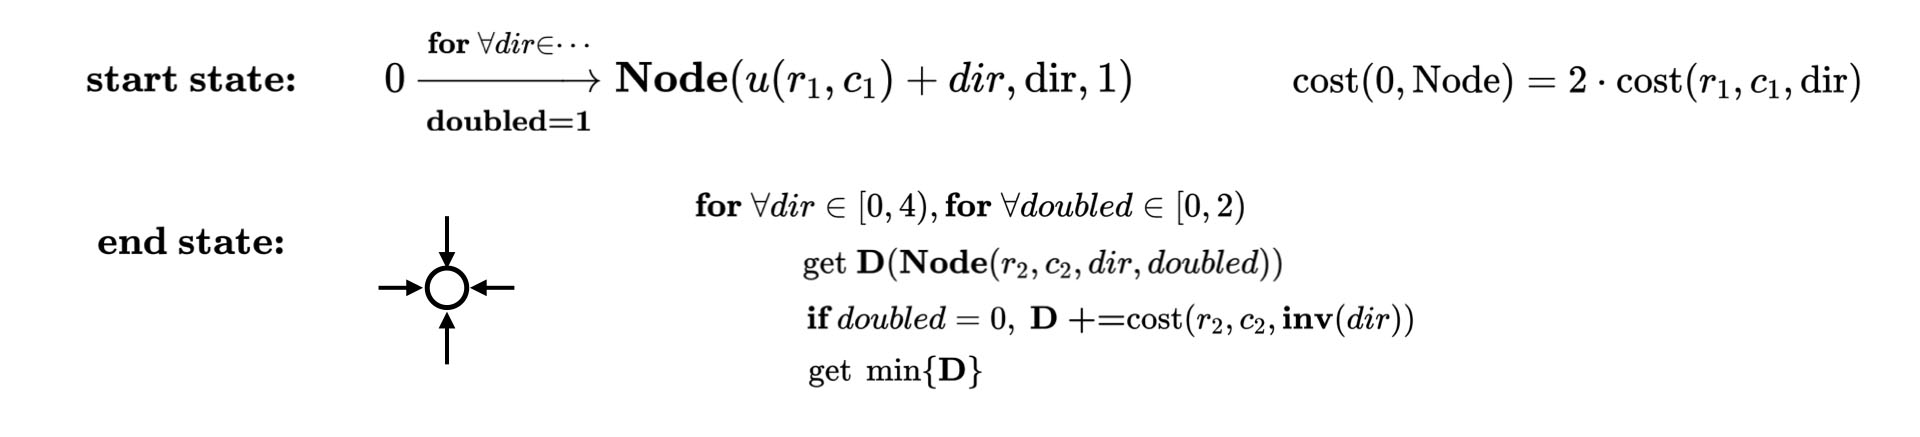 for ∀dir∈⋯
start state: 0 ⟶ Node(u(r₁, c₁) + dir, dir, 1) cost(0, Node) = 2 · cost(r₁, c₁, dir)
doubled=1
for ∀dir ∈ [0, 4), for ∀doubled ∈ [0, 2)
end state:
get D(Node(r₂, c₂, dir, doubled))
if doubled = 0, D +=cost(r₂, c₂, inv(dir))
get min{D}